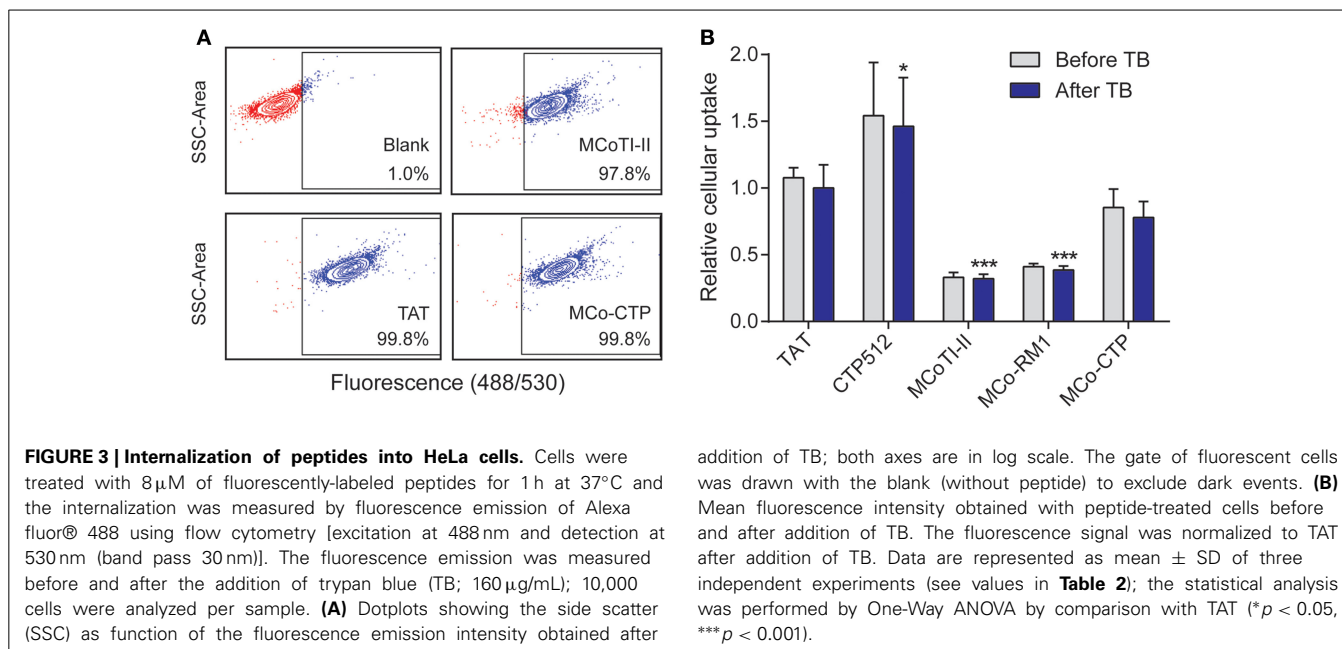 A
SSC-Area
Blank
1.0%
MCoTI-II
97.8%
SSC-Area
TAT
99.8%
MCo-CTP
99.8%
Fluorescence (488/530)
B
Before TB
After TB
Relative cellular uptake
2.0
1.5
1.0
0.5
0.0
*
***
***
TAT
CTP512
MCoTI-II
MCo-RM1
MCo-CTP
FIGURE 3 | Internalization of peptides into HeLa cells. Cells were
treated with 8 μM of fluorescently-labeled peptides for 1 h at 37°C and
the internalization was measured by fluorescence emission of Alexa
fluor® 488 using flow cytometry [excitation at 488 nm and detection at
530 nm (band pass 30 nm)]. The fluorescence emission was measured
before and after the addition of trypan blue (TB; 160 μg/mL); 10,000
cells were analyzed per sample. (A) Dotplots showing the side scatter
(SSC) as function of the fluorescence emission intensity obtained after
addition of TB; both axes are in log scale. The gate of fluorescent cells
was drawn with the blank (without peptide) to exclude dark events. (B)
Mean fluorescence intensity obtained with peptide-treated cells before
and after addition of TB. The fluorescence signal was normalized to TAT
after addition of TB. Data are represented as mean ± SD of three
independent experiments (see values in Table 2); the statistical analysis
was performed by One-Way ANOVA by comparison with TAT (*p < 0.05,
***p < 0.001).